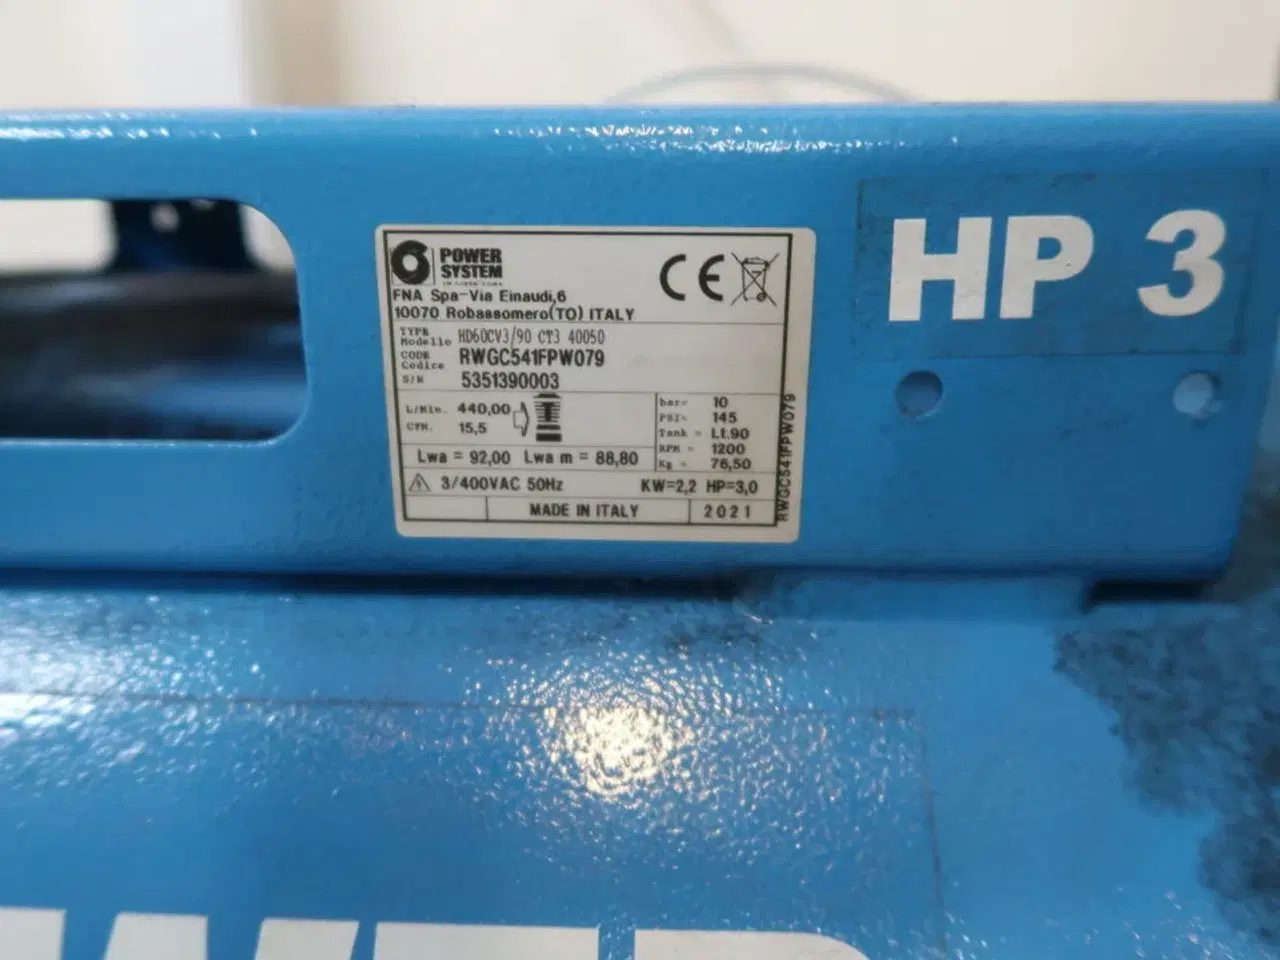 HP 3
POWER
SYSTEM
CE
FNA Spa-Via Einaudi,6
10070 Robassomero(TO) ITALY
TYPE
Modello HD60CV3/90 CT3 40050
CODE
Codice RWGC541FPW079
S/N 5351390003
L/Min. 440,00
CFM. 15,5
bar= 10
PSI= 145
Tank = Lt.90
RPM = 1200
Kg = 76,50
Lwa = 92,00 Lwa m = 88,80
3/400VAC 50Hz KW=2,2 HP=3,0
MADE IN ITALY 2021
RWGC541FPW079